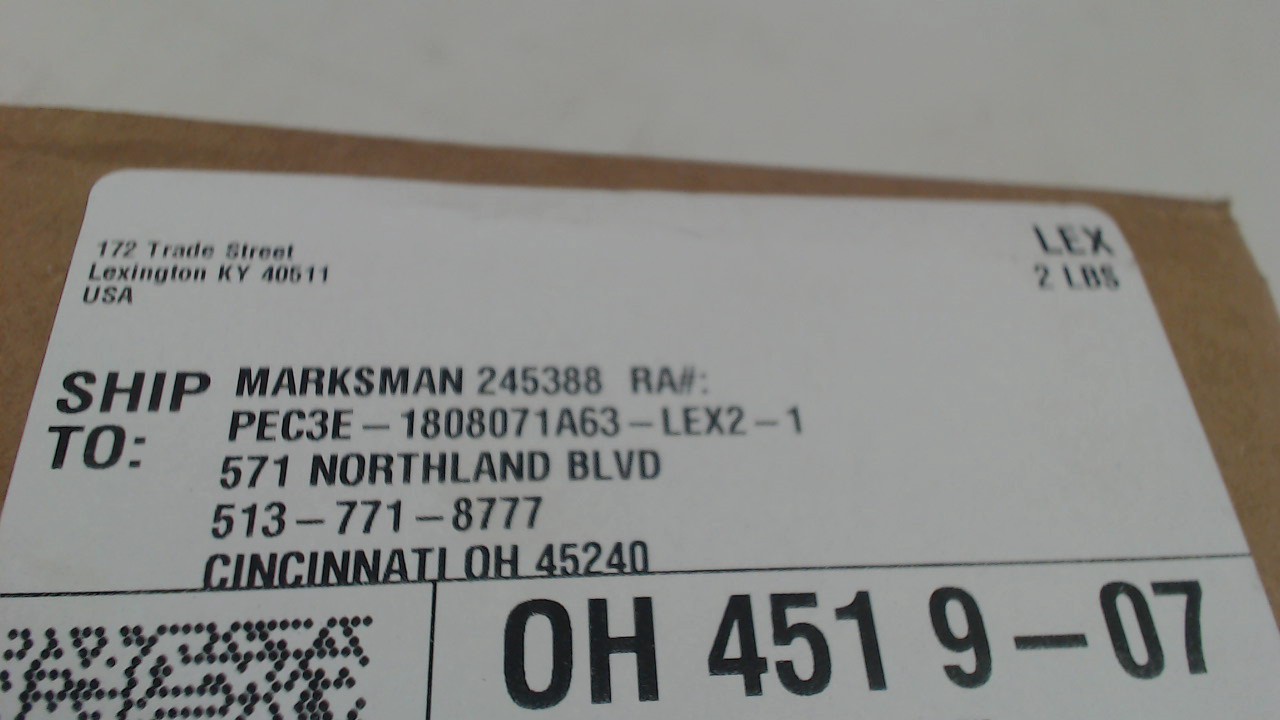 172 Trade Street
Lexington KY 40511
USA
LEX
2 LBS
SHIP TO:
MARKSMAN 245388 RA#:
PEC3E-1808071A63-LEX2-1
571 NORTHLAND BLVD
513-771-8777
CINCINNATI OH 45240
OH 451 9-07